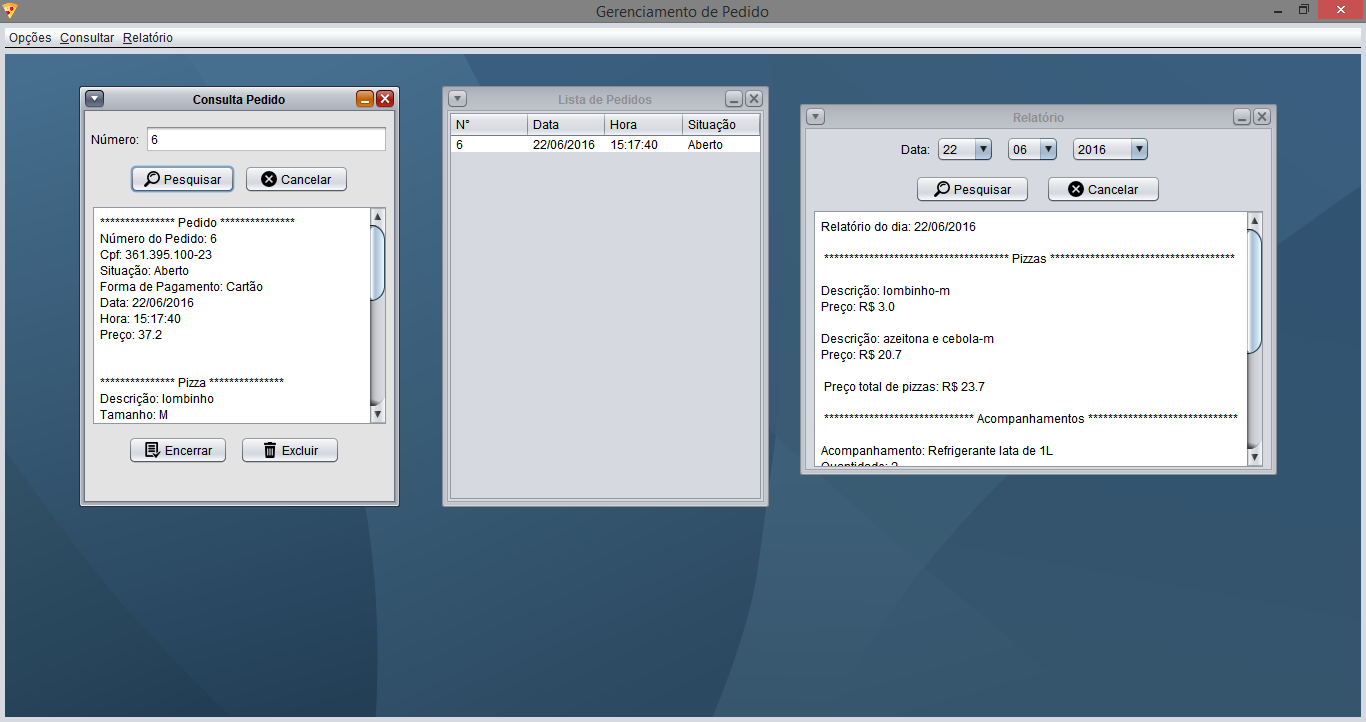 Gerenciamento de Pedido
Opções Consultar Relatório
Consulta Pedido
Número: 6
Pesquisar Cancelar
*************** Pedido ***************
Número do Pedido: 6
Cpf: 361.395.100-23
Situação: Aberto
Forma de Pagamento: Cartão
Data: 22/06/2016
Hora: 15:17:40
Preço: 37.2
*************** Pizza ***************
Descrição: lombinho
Tamanho: M
Encerrar Excluir
Lista de Pedidos
N° Data Hora Situação
6 22/06/2016 15:17:40 Aberto
Relatório
Data: 22 06 2016
Pesquisar Cancelar
Relatório do dia: 22/06/2016
************************************* Pizzas *************************************
Descrição: lombinho-m
Preço: R$ 3.0
Descrição: azeitona e cebola-m
Preço: R$ 20.7
Preço total de pizzas: R$ 23.7
****************************** Acompanhamentos ******************************
Acompanhamento: Refrigerante lata de 1L
Quantidade: 2